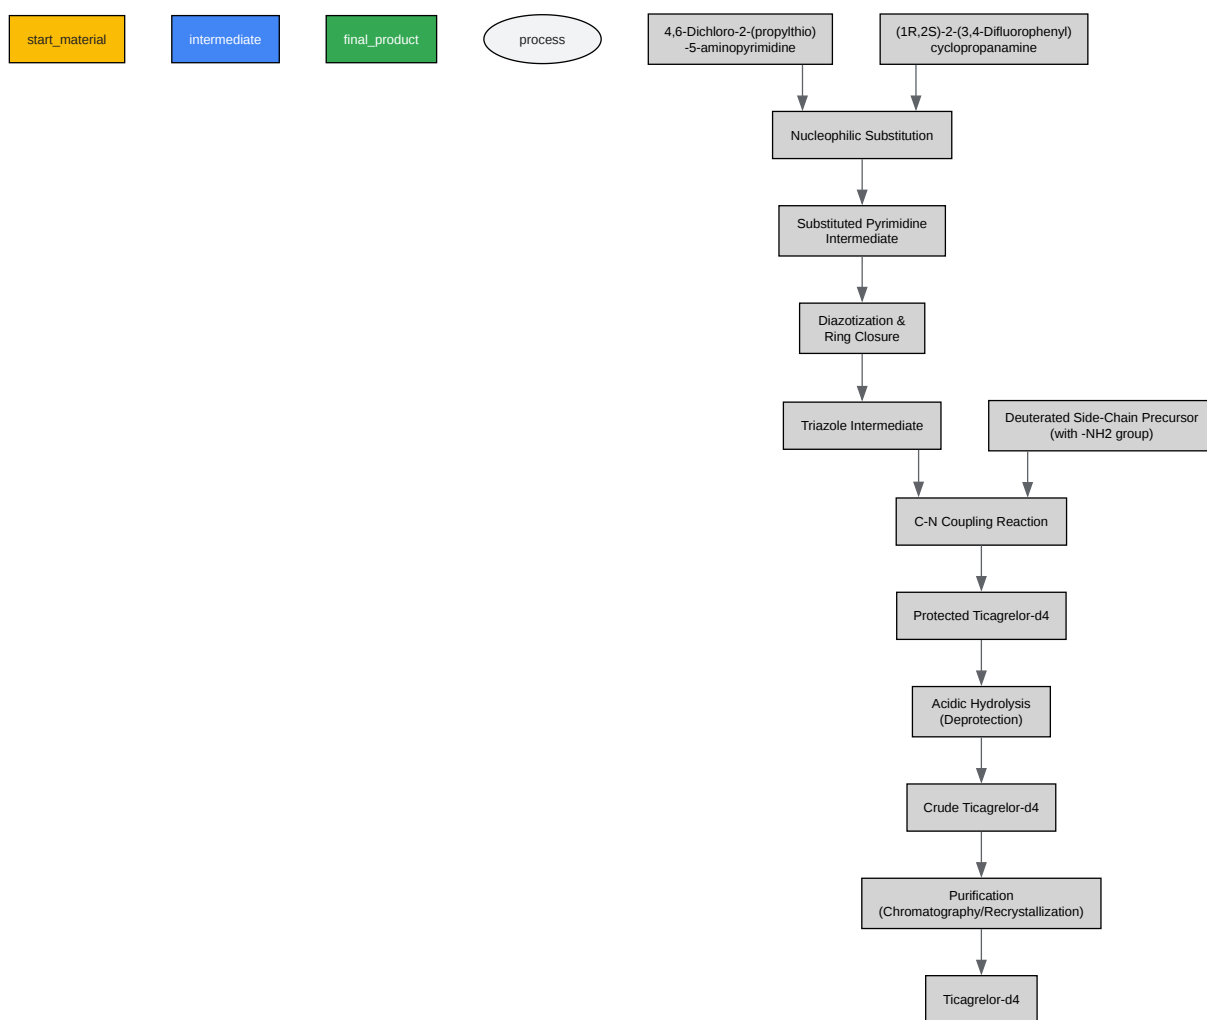 start_material
intermediate
final_product
process
4,6-Dichloro-2-(propylthio)
-5-aminopyrimidine
(1R,2S)-2-(3,4-Difluorophenyl)
cyclopropanamine
Nucleophilic Substitution
Substituted Pyrimidine
Intermediate
Diazotization &
Ring Closure
Triazole Intermediate
Deuterated Side-Chain Precursor
(with -NH2 group)
C-N Coupling Reaction
Protected Ticagrelor-d4
Acidic Hydrolysis
(Deprotection)
Crude Ticagrelor-d4
Purification
(Chromatography/Recrystallization)
Ticagrelor-d4